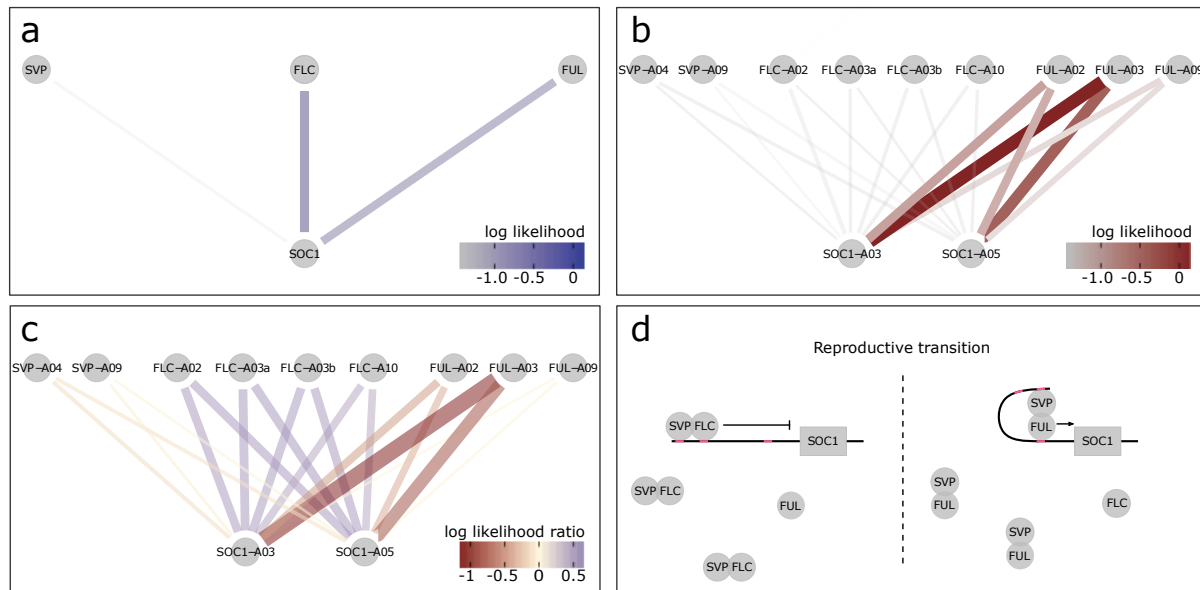 a
SVP FLC FUL
SOC1
log likelihood
-1.0 -0.5 0
b
SVP−A04 SVP−A09 FLC−A02 FLC−A03a FLC−A03b FLC−A10 FUL−A02 FUL−A03 FUL−A09
SOC1−A03 SOC1−A05
log likelihood
-1.0 -0.5 0
c
SVP−A04 SVP−A09 FLC−A02 FLC−A03a FLC−A03b FLC−A10 FUL−A02 FUL−A03 FUL−A09
SOC1−A03 SOC1−A05
log likelihood ratio
-1 -0.5 0 0.5
d
Reproductive transition
SVP FLC
SOC1
SVP FLC
FUL
SVP FLC
SVP
FUL
SOC1
SVP
FUL
FLC
SVP
FUL